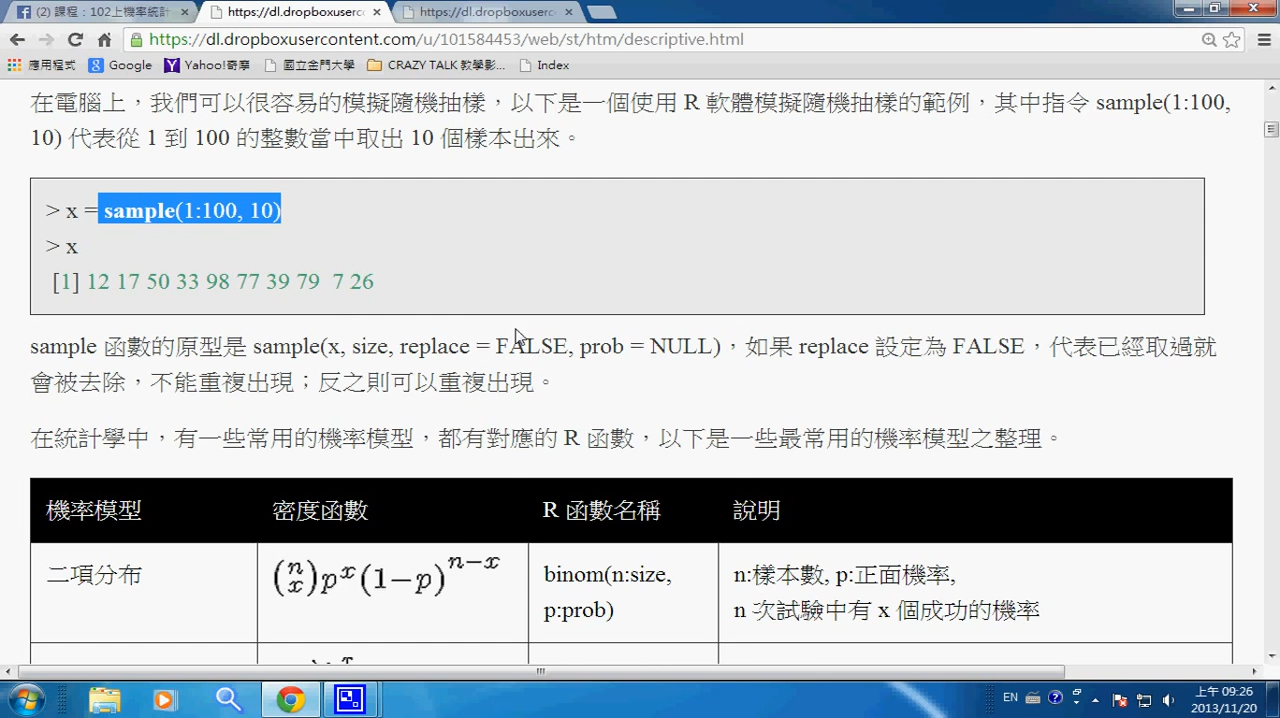 (2) 課程：102上機率統計
https://dl.dropboxuserc
https://dl.dropboxuserc
https://dl.dropboxusercontent.com/u/101584453/web/st/htm/descriptive.html
應用程式 Google Yahoo!奇摩 國立金門大學 CRAZY TALK 教學影... Index
在電腦上，我們可以很容易的模擬隨機抽樣，以下是一個使用 R 軟體模擬隨機抽樣的範例，其中指令 sample(1:100,
10) 代表從 1 到 100 的整數當中取出 10 個樣本出來。
> x = sample(1:100, 10)
> x
[1] 12 17 50 33 98 77 39 79 7 26
sample 函數的原型是 sample(x, size, replace = FALSE, prob = NULL)，如果 replace 設定為 FALSE，代表已經取過就
會被去除，不能重複出現；反之則可以重複出現。
在統計學中，有一些常用的機率模型，都有對應的 R 函數，以下是一些最常用的機率模型之整理。
機率模型 密度函數 R 函數名稱 說明
二項分布 (n x) p^x (1-p)^{n-x} binom(n:size, n:樣本數, p:正面機率,
p:prob) n 次試驗中有 x 個成功的機率
EN 上午 09:26
2013/11/20